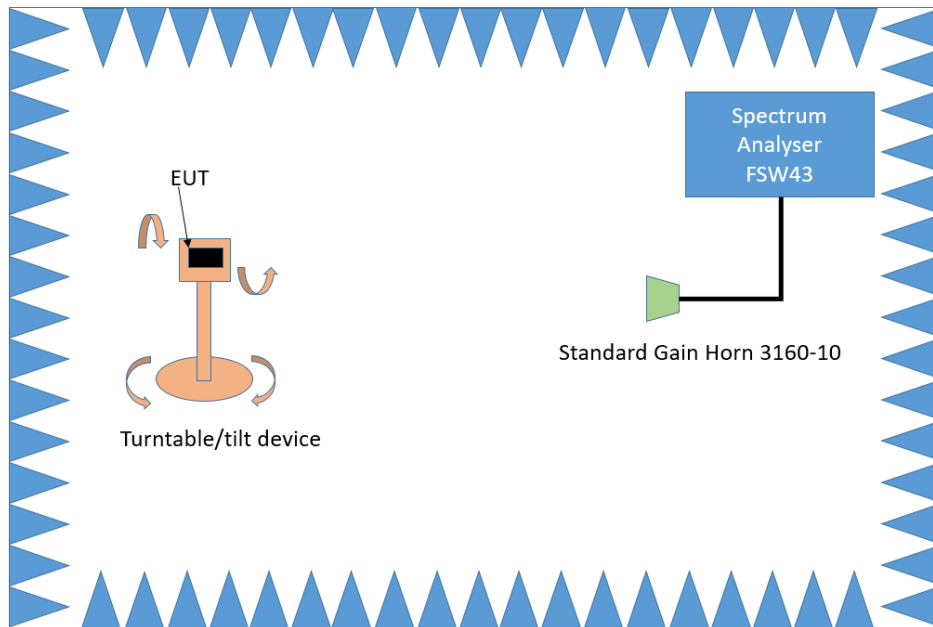 Spectrum
Analyser
FSW43
EUT
Standard Gain Horn 3160-10
Turntable/tilt device